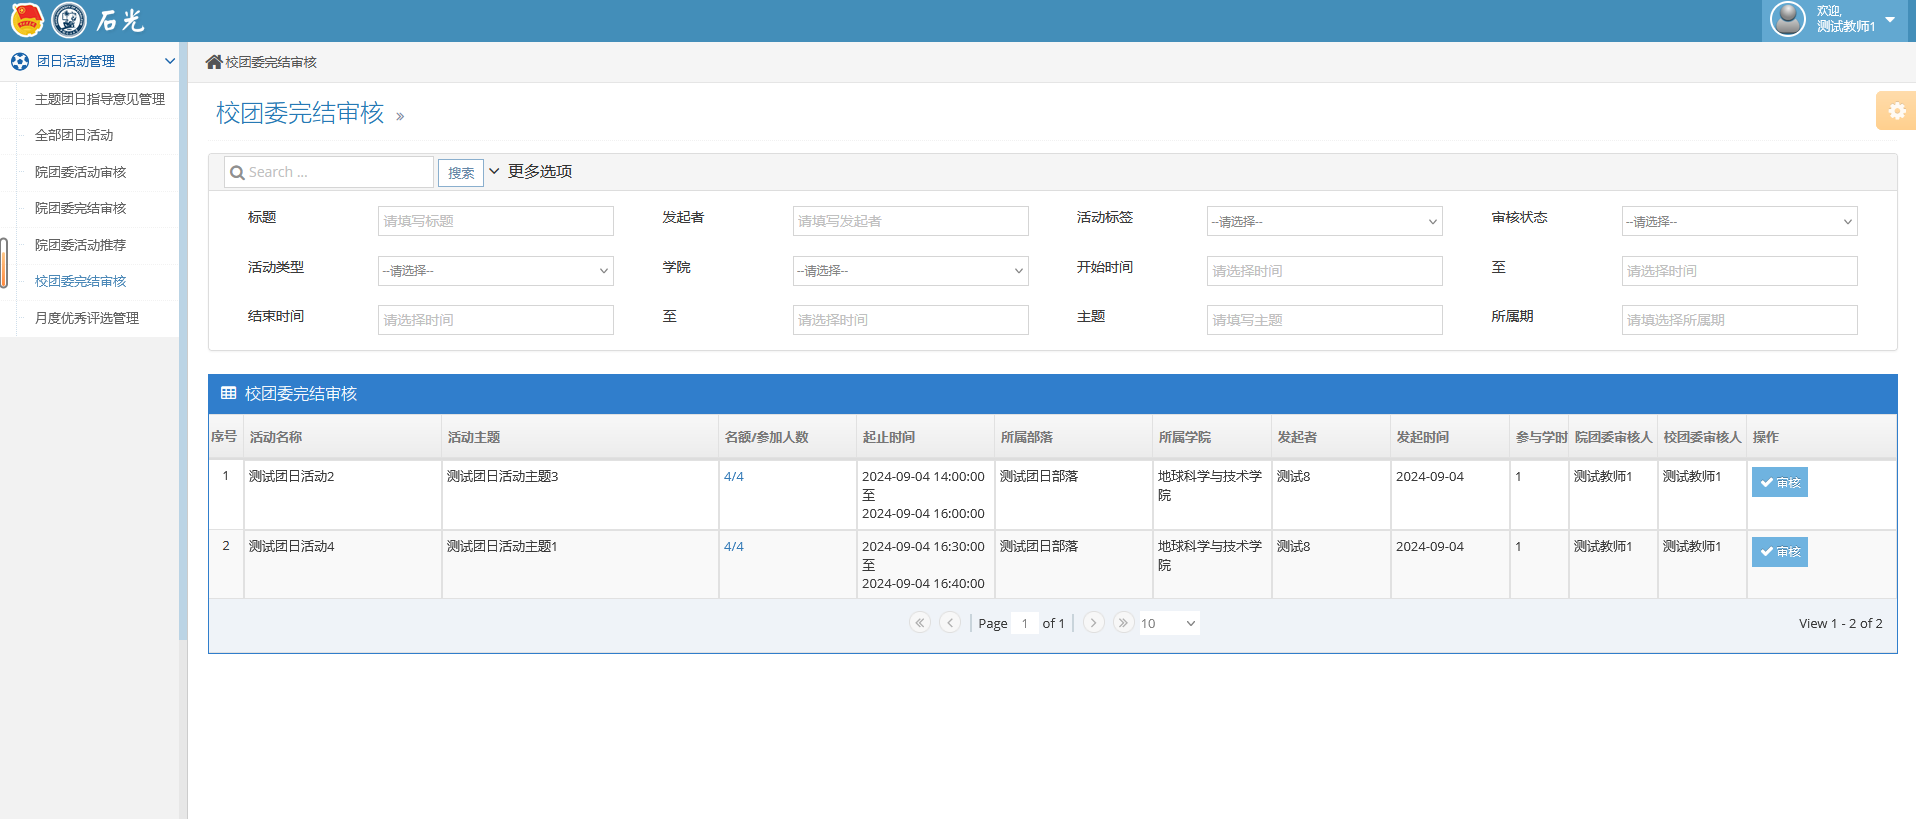 石光
欢迎,
测试教师1
团日活动管理
主题团日指导意见管理
全部团日活动
院团委活动审核
院团委完结审核
院团委活动推荐
校团委完结审核
月度优秀评选管理
校团委完结审核
校团委完结审核 »
Search ...
搜索
更多选项
标题 请填写标题 发起者 请填写发起者 活动标签 --请选择-- 审核状态 --请选择--
活动类型 --请选择-- 学院 --请选择-- 开始时间 请选择时间 至 请选择时间
结束时间 请选择时间 至 请选择时间 主题 请填写主题 所属期 请填选择所属期
校团委完结审核
序号 活动名称 活动主题 名额/参加人数 起止时间 所属部落 所属学院 发起者 发起时间 参与学时 院团委审核人 校团委审核人 操作
1 测试团日活动2 测试团日活动主题3 4/4 2024-09-04 14:00:00 测试团日部落 地球科学与技术学 测试8 2024-09-04 1 测试教师1 测试教师1 审核
至 院
2024-09-04 16:00:00
2 测试团日活动4 测试团日活动主题1 4/4 2024-09-04 16:30:00 测试团日部落 地球科学与技术学 测试8 2024-09-04 1 测试教师1 测试教师1 审核
至 院
2024-09-04 16:40:00
Page 1 of 1 10 View 1 - 2 of 2